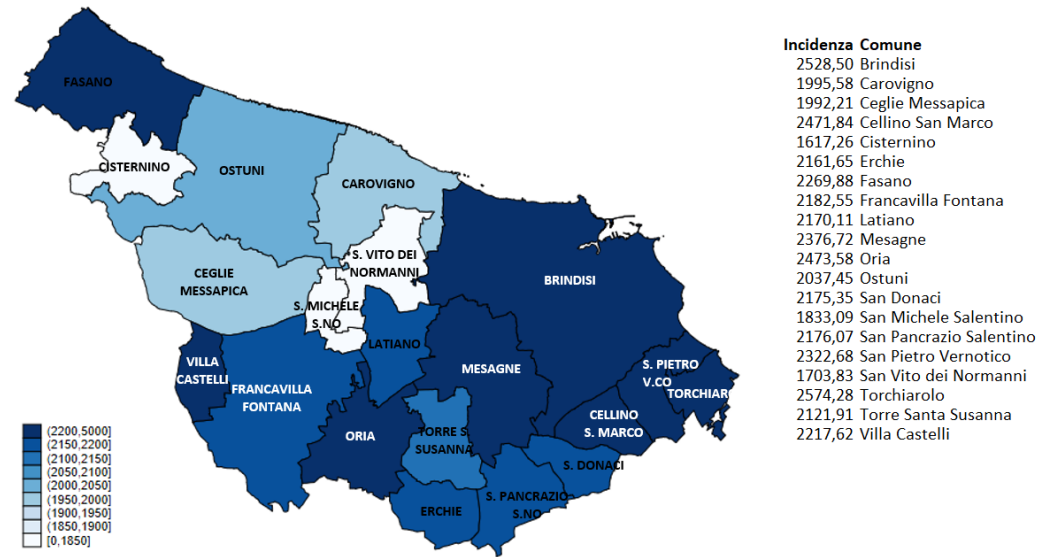 FASANO
CISTERNINO
OSTUNI
CAROVIGNO
S. VITO DEI
NORMANNI
CEGLIE
MESSAPICA
S. MICHELE
S.NO
BRINDISI
LATIANO
VILLA
CASTELLI
FRANCAVILLA
FONTANA
MESAGNE
S. PIETRO
V.CO
TORCHIAR
CELLINO
S. MARCO
ORIA
TORRE S.
SUSANNA
S. DONACI
S. PANCRAZIO
S.NO
ERCHIE
(2200,5000]
(2150,2200]
(2100,2150]
(2050,2100]
(2000,2050]
(1950,2000]
(1900,1950]
(1850,1900]
[0,1850]
Incidenza Comune
2528,50 Brindisi
1995,58 Carovigno
1992,21 Ceglie Messapica
2471,84 Cellino San Marco
1617,26 Cisternino
2161,65 Erchie
2269,88 Fasano
2182,55 Francavilla Fontana
2170,11 Latiano
2376,72 Mesagne
2473,58 Oria
2037,45 Ostuni
2175,35 San Donaci
1833,09 San Michele Salentino
2176,07 San Pancrazio Salentino
2322,68 San Pietro Vernotico
1703,83 San Vito dei Normanni
2574,28 Torchiarolo
2121,91 Torre Santa Susanna
2217,62 Villa Castelli